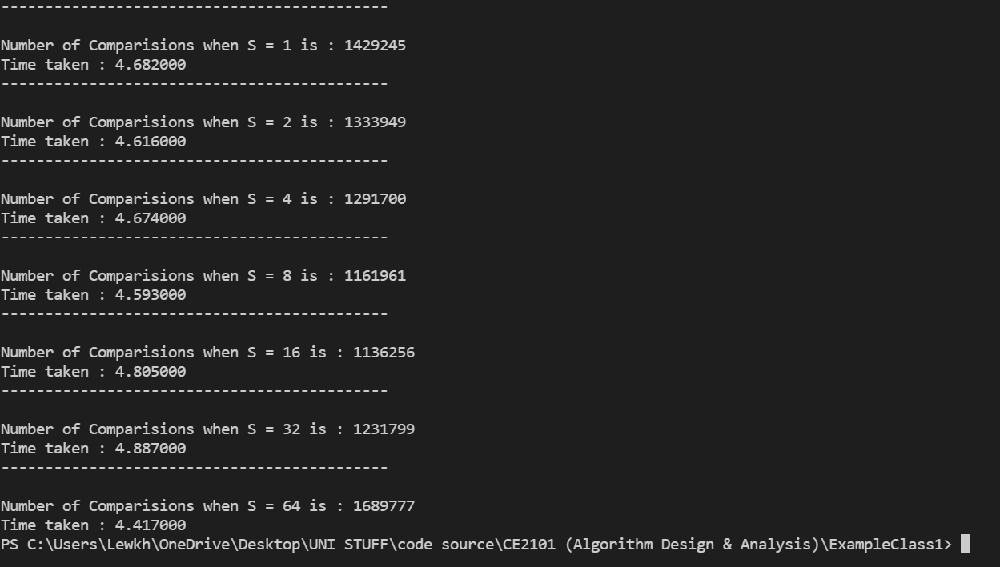 --------------------------------------------
Number of Comparisions when S = 1 is : 1429245
Time taken : 4.682000
--------------------------------------------
Number of Comparisions when S = 2 is : 1333949
Time taken : 4.616000
--------------------------------------------
Number of Comparisions when S = 4 is : 1291700
Time taken : 4.674000
--------------------------------------------
Number of Comparisions when S = 8 is : 1161961
Time taken : 4.593000
--------------------------------------------
Number of Comparisions when S = 16 is : 1136256
Time taken : 4.805000
--------------------------------------------
Number of Comparisions when S = 32 is : 1231799
Time taken : 4.887000
--------------------------------------------
Number of Comparisions when S = 64 is : 1689777
Time taken : 4.417000
PS C:\Users\Lewkh\OneDrive\Desktop\UNI STUFF\code source\CE2101 (Algorithm Design & Analysis)\ExampleClass1>